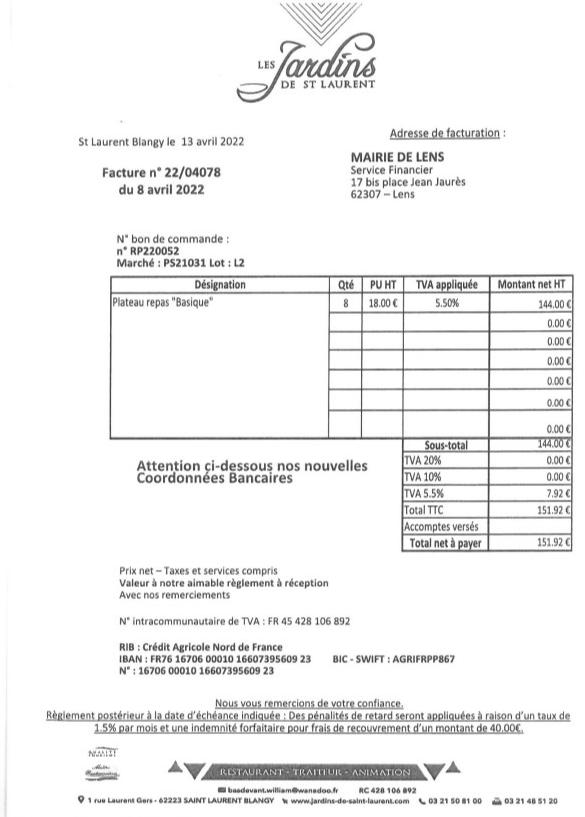 LES Jardins
DE ST LAURENT
St Laurent Blangy le 13 avril 2022
Adresse de facturation :
Facture n° 22/04078
du 8 avril 2022
MAIRIE DE LENS
Service Financier
17 bis place Jean Jaurès
62307 – Lens
N° bon de commande :
n° RP220052
Marché : PS21031 Lot : L2
Désignation Qté PU HT TVA appliquée Montant net HT
Plateau repas "Basique" 8 18.00 € 5.50% 144.00 €
0.00 €
0.00 €
0.00 €
0.00 €
0.00 €
0.00 €
Sous-total 144.00 €
TVA 20% 0.00 €
TVA 10% 0.00 €
TVA 5.5% 7.92 €
Total TTC 151.92 €
Accomptes versés
Total net à payer 151.92 €
Attention ci-dessous nos nouvelles
Coordonnées Bancaires
Prix net – Taxes et services compris
Valeur à notre aimable règlement à réception
Avec nos remerciements
N° intracommunautaire de TVA : FR 45 428 106 892
RIB : Crédit Agricole Nord de France
IBAN : FR76 16706 00010 16607395609 23 BIC - SWIFT : AGRIFRPP867
N° : 16706 00010 16607395609 23
Nous vous remercions de votre confiance.
Règlement postérieur à la date d'échéance indiquée : Des pénalités de retard seront appliquées à raison d'un taux de
1.5% par mois et une indemnité forfaitaire pour frais de recouvrement d'un montant de 40.00€.
RESTAURANT - TRAITEUR - ANIMATION
basdevant.william@wanadoo.fr RC 428 106 892
1 rue Laurent Gers - 62223 SAINT LAURENT BLANGY www.jardins-de-saint-laurent.com 03 21 50 81 00 03 21 48 51 20